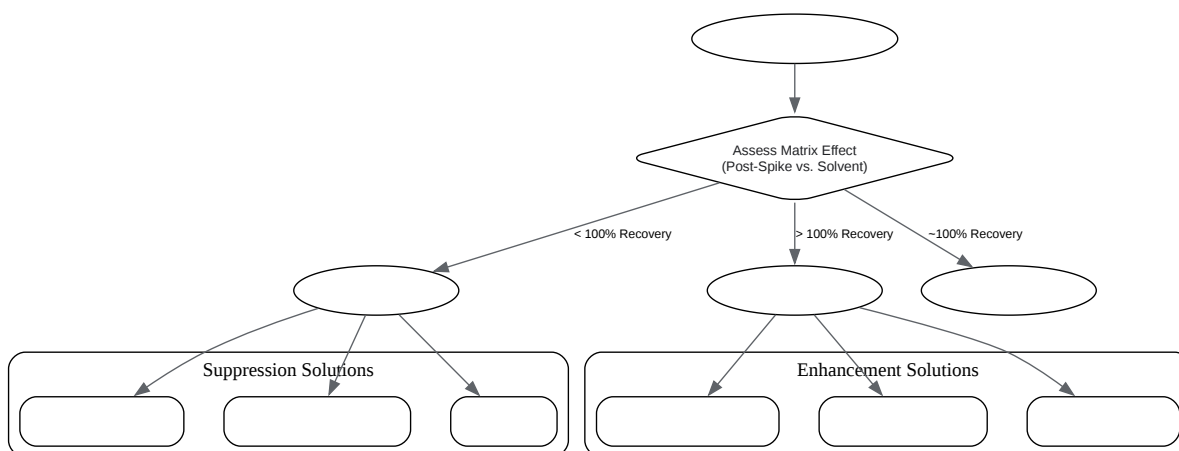 Assess Matrix Effect
(Post-Spike vs. Solvent)
< 100% Recovery
> 100% Recovery
~100% Recovery
Suppression Solutions
Enhancement Solutions